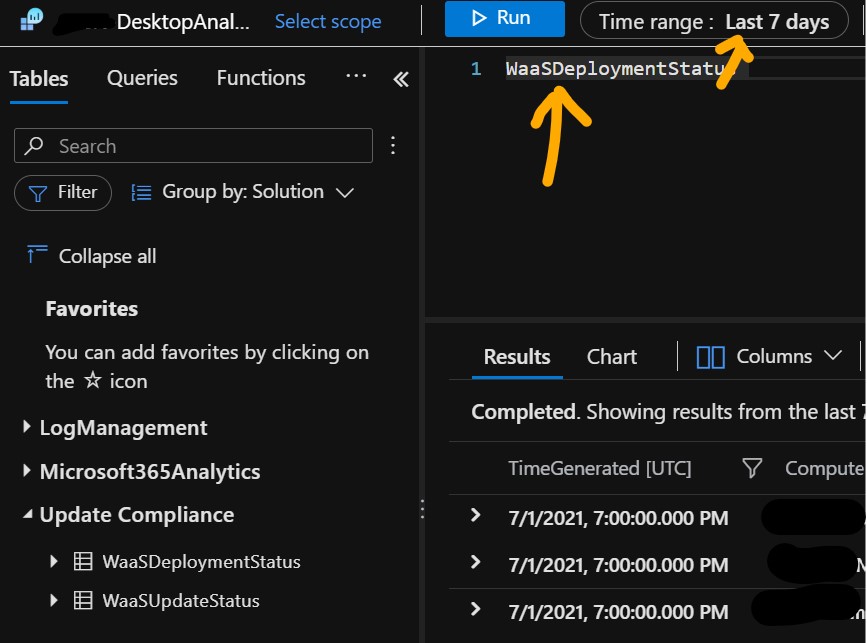 DesktopAnal...
Select scope
Run
Time range : Last 7 days
Tables
Queries
Functions
...
1 WaaSDeploymentStatus
Search
Filter
Group by: Solution
Collapse all
Favorites
You can add favorites by clicking on
the ☆ icon
LogManagement
Microsoft365Analytics
Update Compliance
WaaSDeploymentStatus
WaaSUpdateStatus
Results
Chart
Columns
Completed. Showing results from the last 7
TimeGenerated [UTC]
Compute
7/1/2021, 7:00:00.000 PM
7/1/2021, 7:00:00.000 PM
7/1/2021, 7:00:00.000 PM